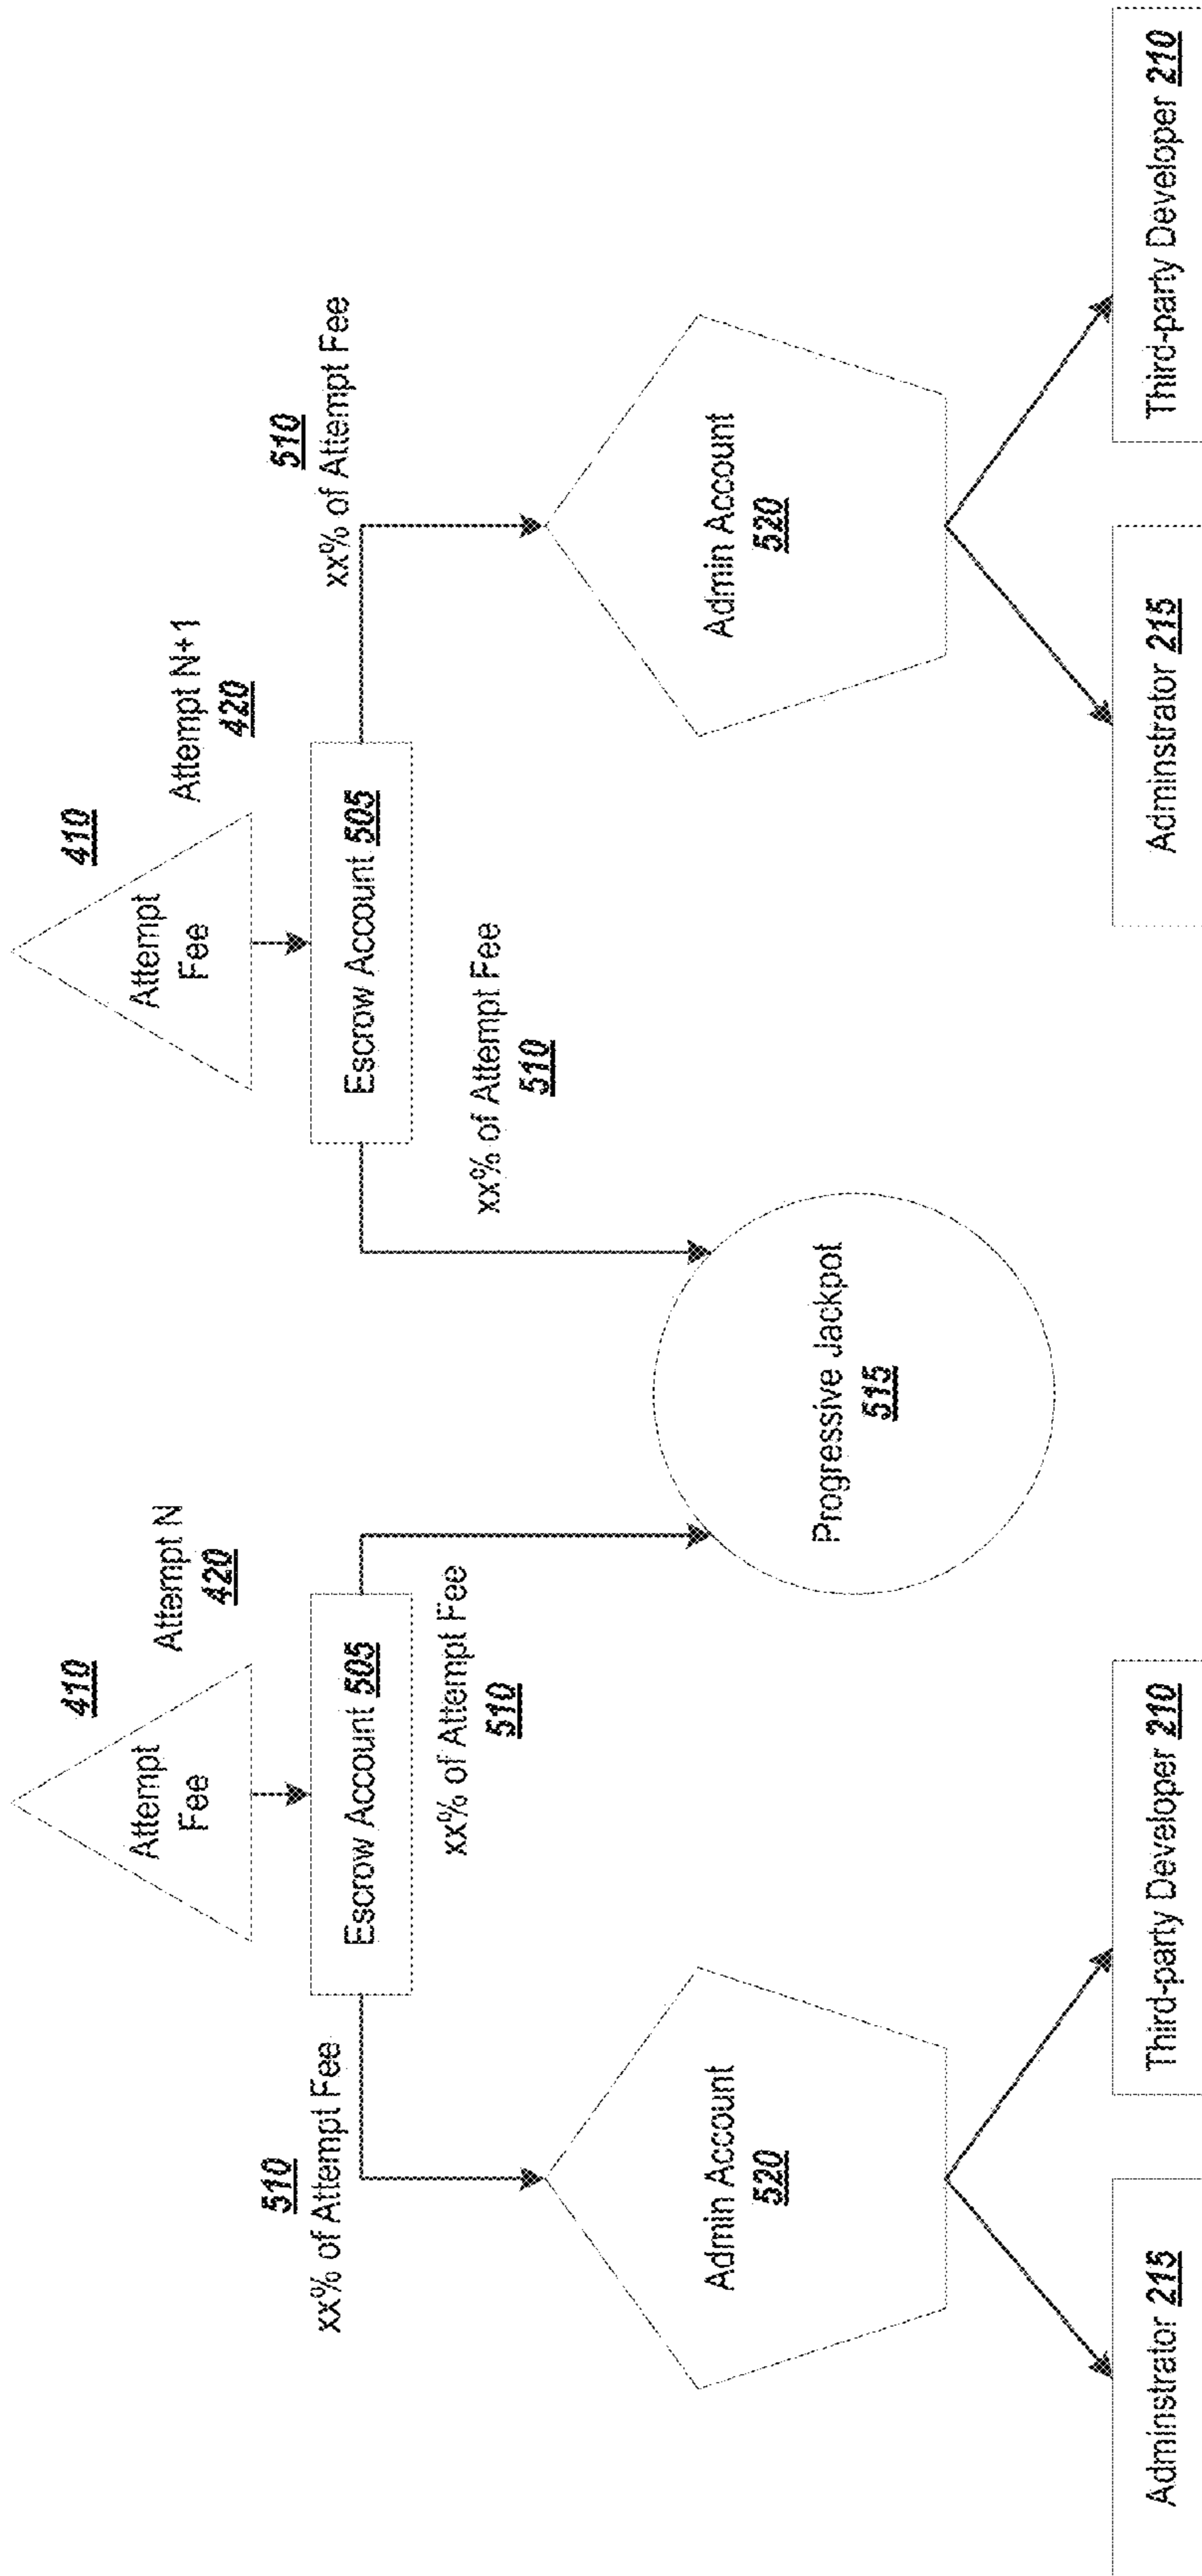 410
Attempt
Fee
Attempt N
420
Escrow Account 505
510
xx% of Attempt Fee
xx% of Attempt Fee
510
Admin Account
520
Adminstrator 215
Third-party Developer 210
Progressive Jackpot
515
410
Attempt
Fee
Attempt N+1
420
Escrow Account 505
xx% of Attempt Fee
510
510
xx% of Attempt Fee
Admin Account
520
Adminstrator 215
Third-party Developer 210